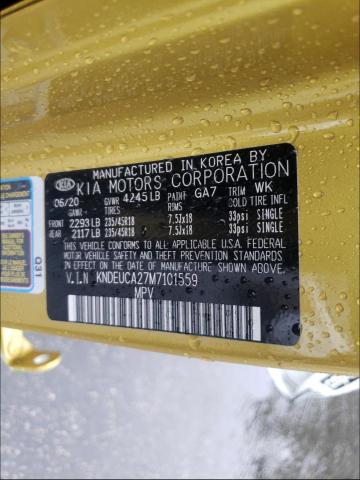 MANUFACTURED IN KOREA BY
KIA KIA MOTORS CORPORATION
06/20 GVWR 4245LB PAINT GA7 TRIM WK
GAWR TIRES RIMS COLD TIRE INFL
FRONT 2293LB 235/45R18 7.5Jx18 33psi SINGLE
REAR 2117LB 235/45R18 7.5Jx18 33psi SINGLE
THIS VEHICLE CONFORMS TO ALL APPLICABLE U.S.A. FEDERAL
MOTOR VEHICLE SAFETY AND THEFT PREVENTION STANDARDS
IN EFFECT ON THE DATE OF MANUFACTURE SHOWN ABOVE.
V.I.N KNDEUCA27M7101559
MPV
Q31